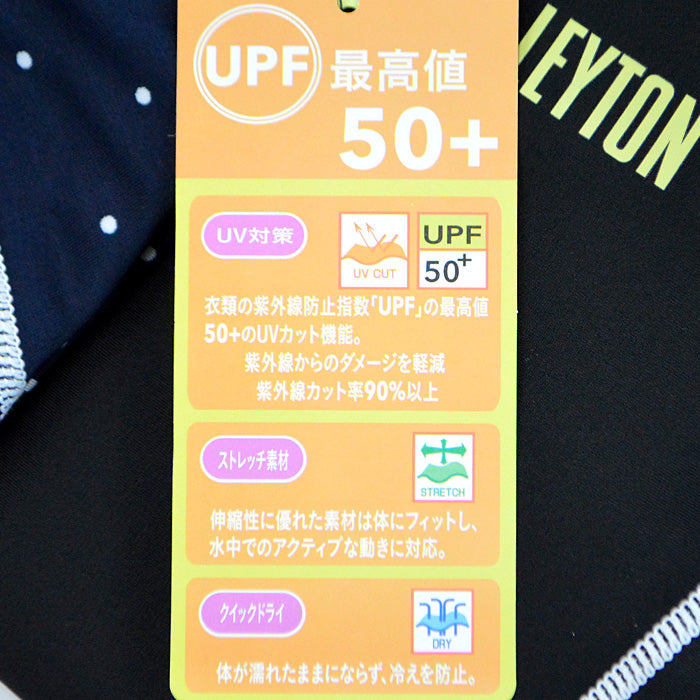 UPF 最高値
50+
LEYTON
UV対策
UV CUT
UPF
50+
衣類の紫外線防止指数「UPF」の最高値
50+のUVカット機能。
紫外線からのダメージを軽減
紫外線カット率90%以上
ストレッチ素材
STRETCH
伸縮性に優れた素材は体にフィットし、
水中でのアクティブな動きに対応。
クイックドライ
DRY
体が濡れたままにならず、冷えを防止。